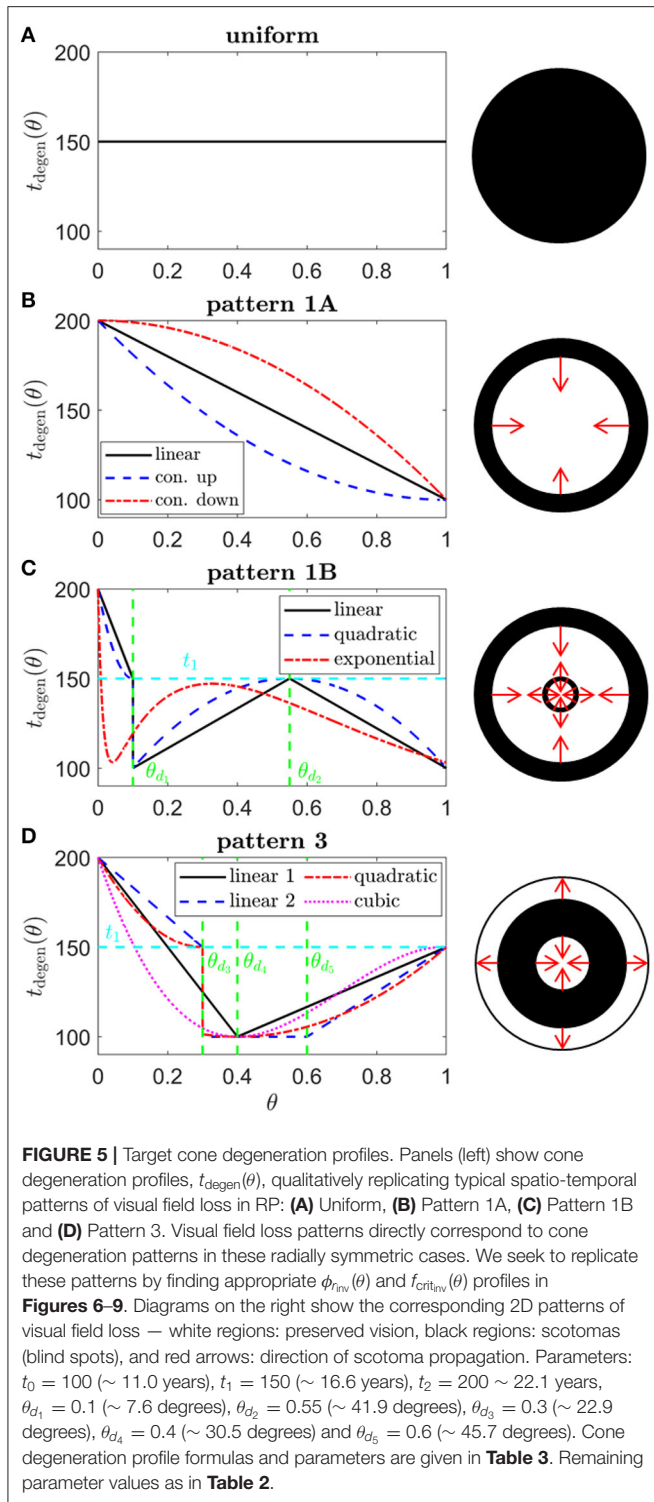 A
uniform
200
150
100
t_degen(θ)
0 0.2 0.4 0.6 0.8 1
B
pattern 1A
200
150
100
t_degen(θ)
linear
con. up
con. down
0 0.2 0.4 0.6 0.8 1
C
pattern 1B
200
150
100
t_degen(θ)
linear
quadratic
exponential
t₁
θ_d₁
θ_d₂
0 0.2 0.4 0.6 0.8 1
D
pattern 3
200
150
100
t_degen(θ)
linear 1
linear 2
quadratic
cubic
t₁
θ_d₃
θ_d₄
θ_d₅
0 0.2 0.4 0.6 0.8 1
θ
FIGURE 5 | Target cone degeneration profiles. Panels (left) show cone
degeneration profiles, t_degen(θ), qualitatively replicating typical spatio-temporal
patterns of visual field loss in RP: (A) Uniform, (B) Pattern 1A, (C) Pattern 1B
and (D) Pattern 3. Visual field loss patterns directly correspond to cone
degeneration patterns in these radially symmetric cases. We seek to replicate
these patterns by finding appropriate ϕ_r_inv(θ) and f_crit_inv(θ) profiles in
Figures 6–9. Diagrams on the right show the corresponding 2D patterns of
visual field loss — white regions: preserved vision, black regions: scotomas
(blind spots), and red arrows: direction of scotoma propagation. Parameters:
t₀ = 100 (~ 11.0 years), t₁ = 150 (~ 16.6 years), t₂ = 200 ~ 22.1 years,
θ_d₁ = 0.1 (~ 7.6 degrees), θ_d₂ = 0.55 (~ 41.9 degrees), θ_d₃ = 0.3 (~ 22.9
degrees), θ_d₄ = 0.4 (~ 30.5 degrees) and θ_d₅ = 0.6 (~ 45.7 degrees). Cone
degeneration profile formulas and parameters are given in Table 3. Remaining
parameter values as in Table 2.